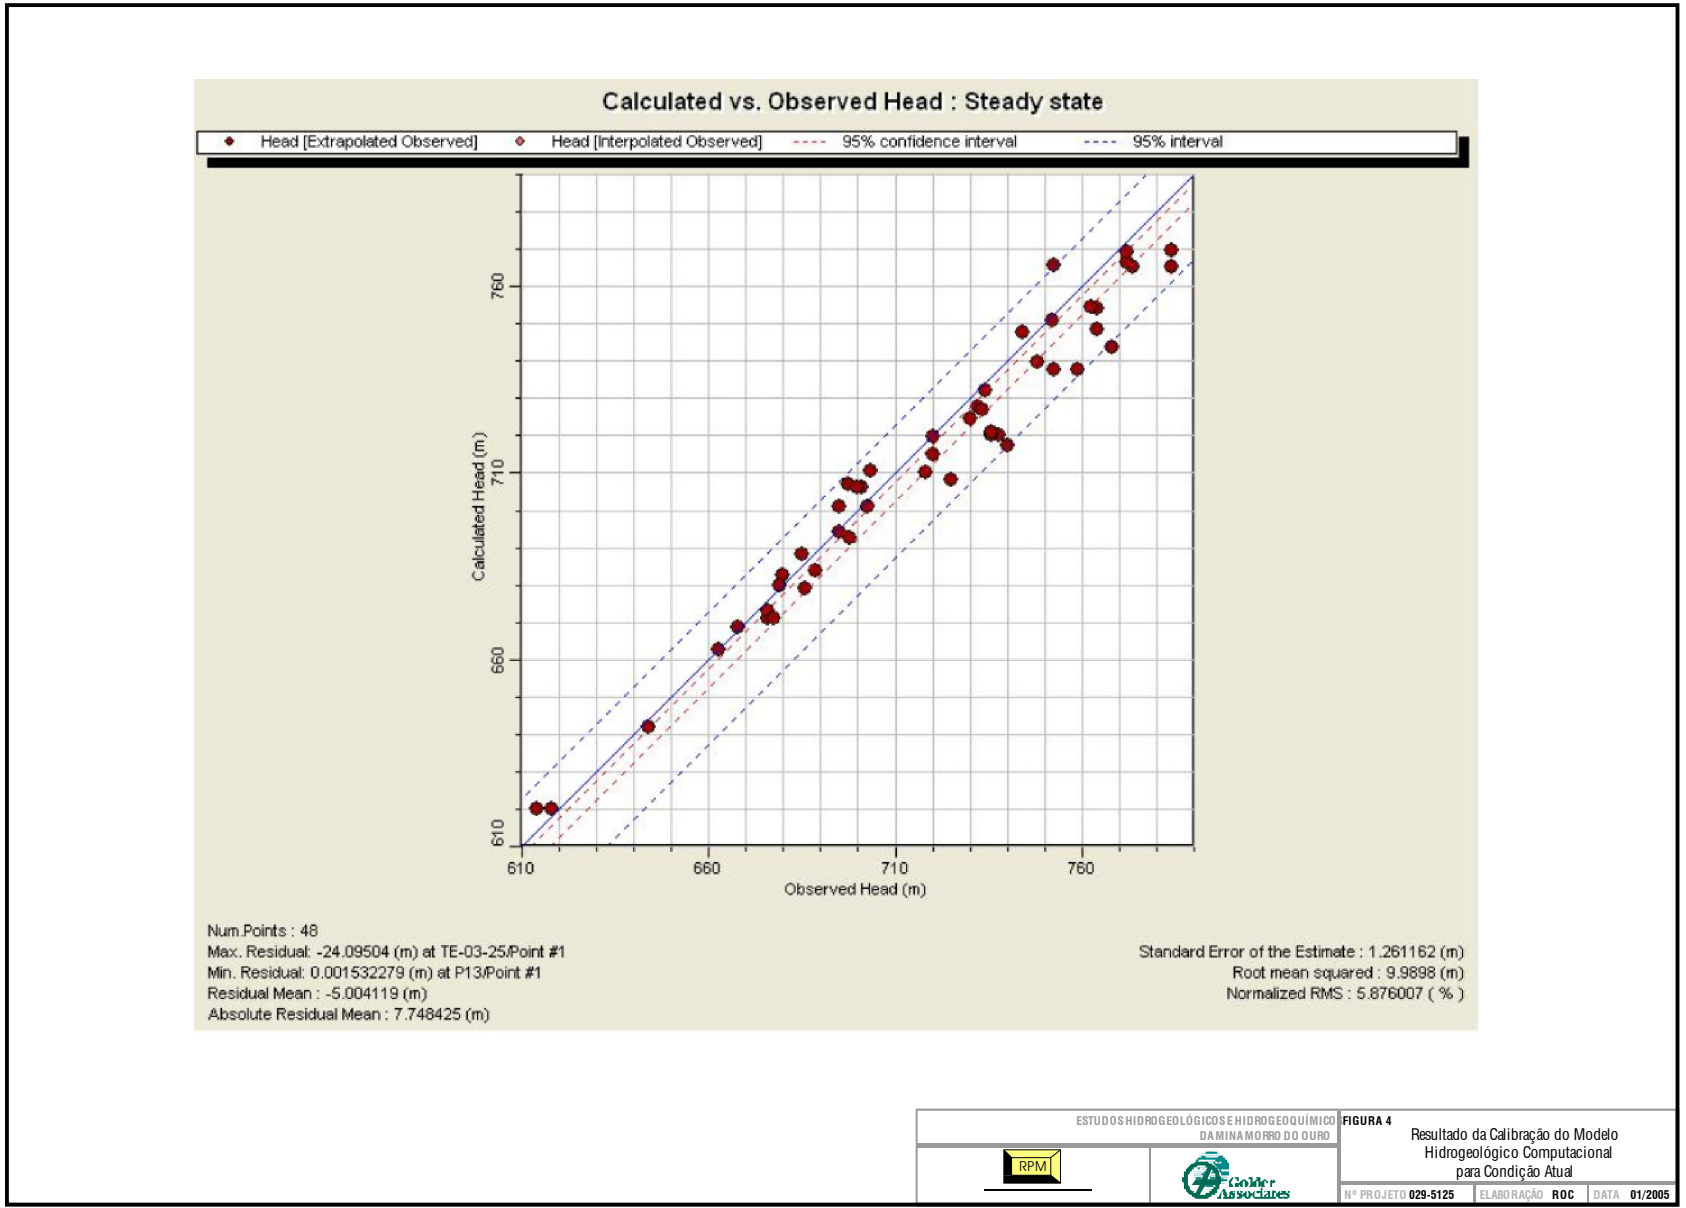 Calculated vs. Observed Head : Steady state
Head [Extrapolated Observed] Head [Interpolated Observed] 95% confidence interval 95% interval
Calculated Head (m)
760
710
660
610
610 660 710 760
Observed Head (m)
Num.Points : 48
Max. Residual: -24.09504 (m) at TE-03-25/Point #1
Min. Residual: 0.001532279 (m) at P13/Point #1
Residual Mean : -5.004119 (m)
Absolute Residual Mean : 7.748425 (m)
Standard Error of the Estimate : 1.261162 (m)
Root mean squared : 9.9898 (m)
Normalized RMS : 5.876007 ( % )
ESTUDOS HIDROGEOLÓGICOS E HIDROGEOQUÍMICOS
DA MINA MORRO DO OURO
RPM
Golder
Associates
FIGURA 4
Resultado da Calibração do Modelo
Hidrogeológico Computacional
para Condição Atual
Nº PROJETO 029-5125 ELABORAÇÃO ROC DATA 01/2005